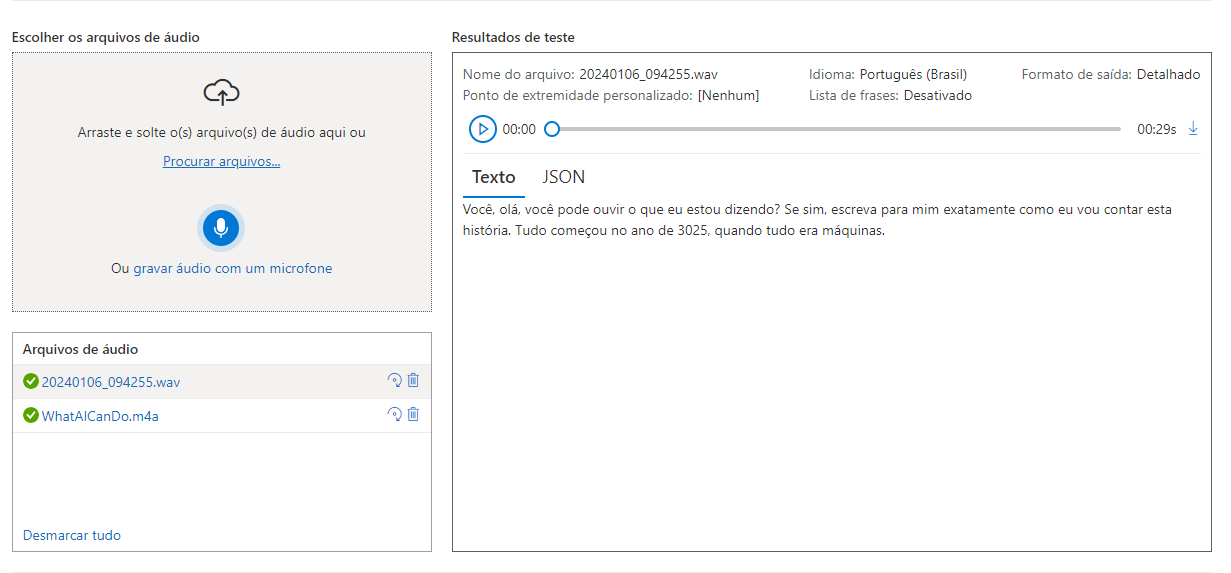 Escolher os arquivos de áudio
Arraste e solte o(s) arquivo(s) de áudio aqui ou
Procurar arquivos...
Ou gravar áudio com um microfone
Arquivos de áudio
20240106_094255.wav
WhatAICanDo.m4a
Desmarcar tudo
Resultados de teste
Nome do arquivo: 20240106_094255.wav Idioma: Português (Brasil) Formato de saída: Detalhado
Ponto de extremidade personalizado: [Nenhum] Lista de frases: Desativado
00:00 00:29s
Texto JSON
Você, olá, você pode ouvir o que eu estou dizendo? Se sim, escreva para mim exatamente como eu vou contar esta
história. Tudo começou no ano de 3025, quando tudo era máquinas.